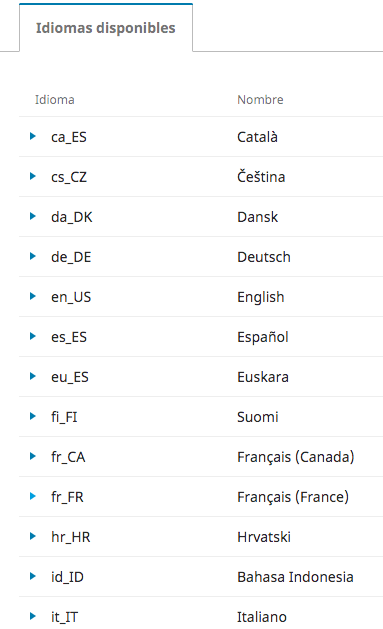 Idiomas disponibles
Idioma Nombre
ca_ES Català
cs_CZ Čeština
da_DK Dansk
de_DE Deutsch
en_US English
es_ES Español
eu_ES Euskara
fi_FI Suomi
fr_CA Français (Canada)
fr_FR Français (France)
hr_HR Hrvatski
id_ID Bahasa Indonesia
it_IT Italiano